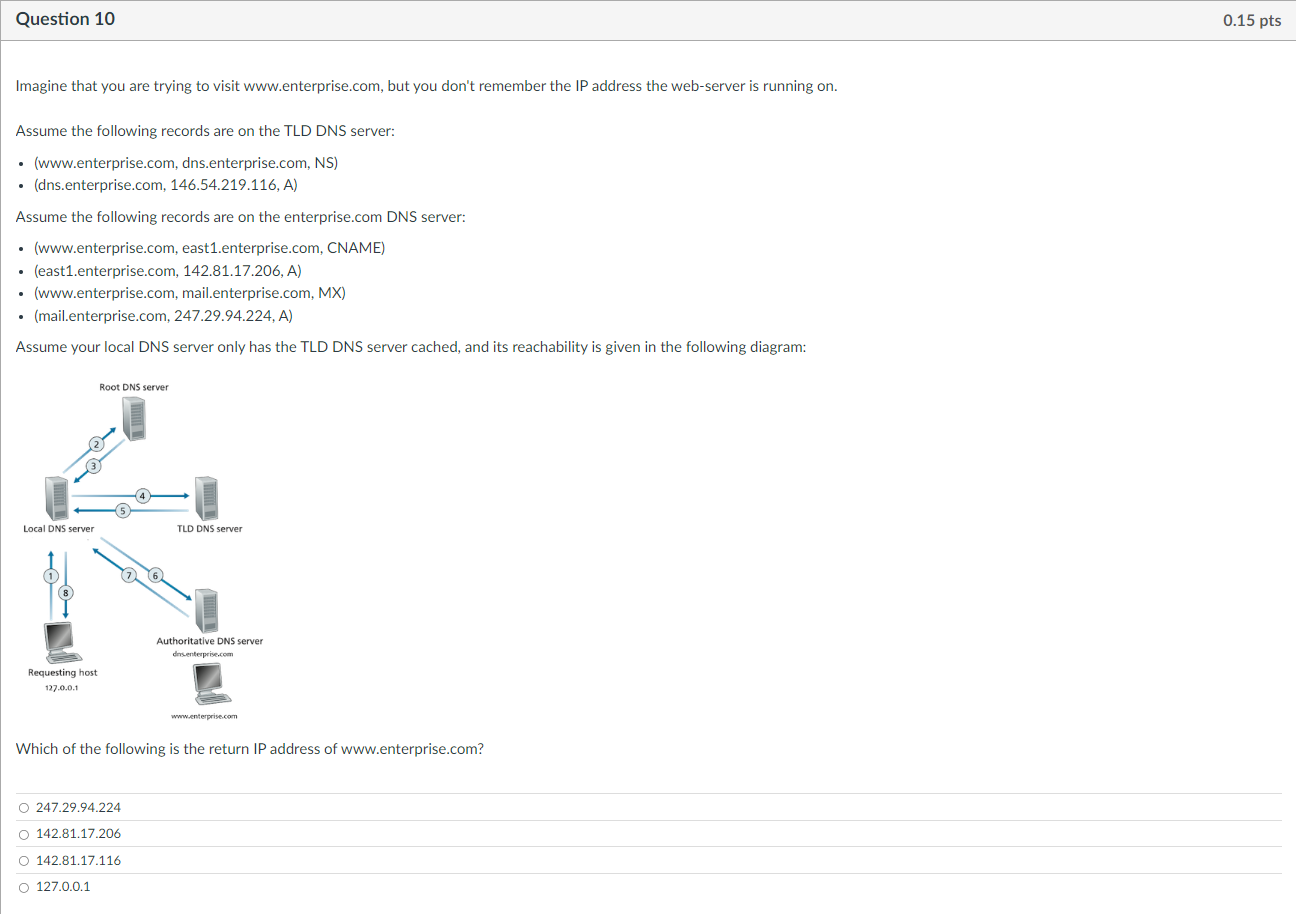 Question 10
0.15 pts
Imagine that you are trying to visit www.enterprise.com, but you don't remember the IP address the web-server is running on.
Assume the following records are on the TLD DNS server:
• (www.enterprise.com, dns.enterprise.com, NS)
• (dns.enterprise.com, 146.54.219.116, A)
Assume the following records are on the enterprise.com DNS server:
• (www.enterprise.com, east1.enterprise.com, CNAME)
• (east1.enterprise.com, 142.81.17.206, A)
• (www.enterprise.com, mail.enterprise.com, MX)
• (mail.enterprise.com, 247.29.94.224, A)
Assume your local DNS server only has the TLD DNS server cached, and its reachability is given in the following diagram:
Root DNS server
2
3
4
5
Local DNS server
TLD DNS server
1
7
6
8
Authoritative DNS server
dns.enterprise.com
Requesting host
127.0.0.1
www.enterprise.com
Which of the following is the return IP address of www.enterprise.com?
247.29.94.224
142.81.17.206
142.81.17.116
127.0.0.1